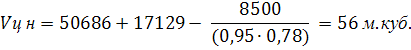 Vц н = 50686 + 17129 − 8500 / (0,95 · 0,78) = 56 м.куб.